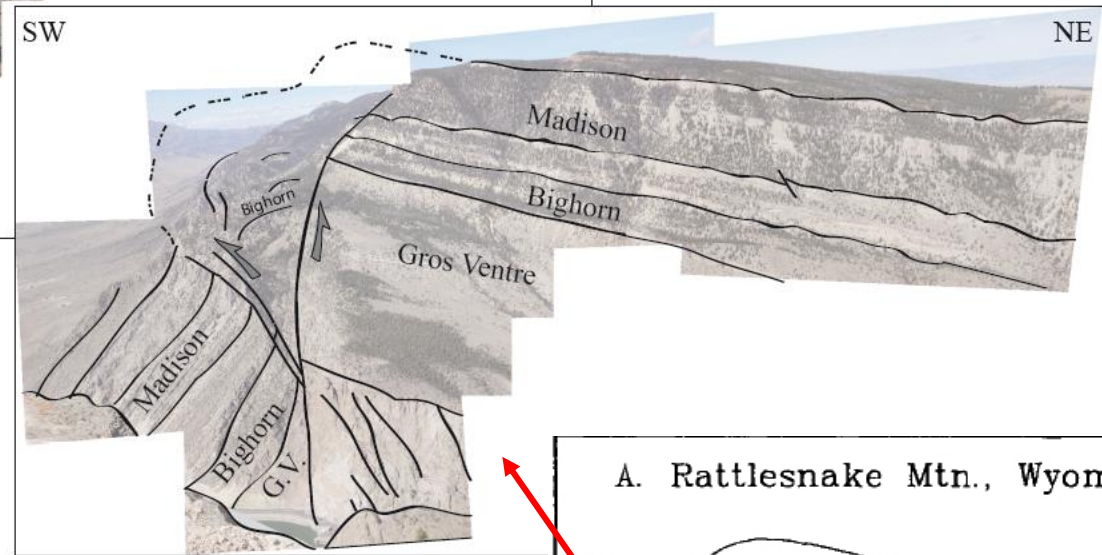 SW
NE
Madison
Bighorn
Bighorn
Gros Ventre
Madison
Bighorn
G.V.
A. Rattlesnake Mtn., Wyom